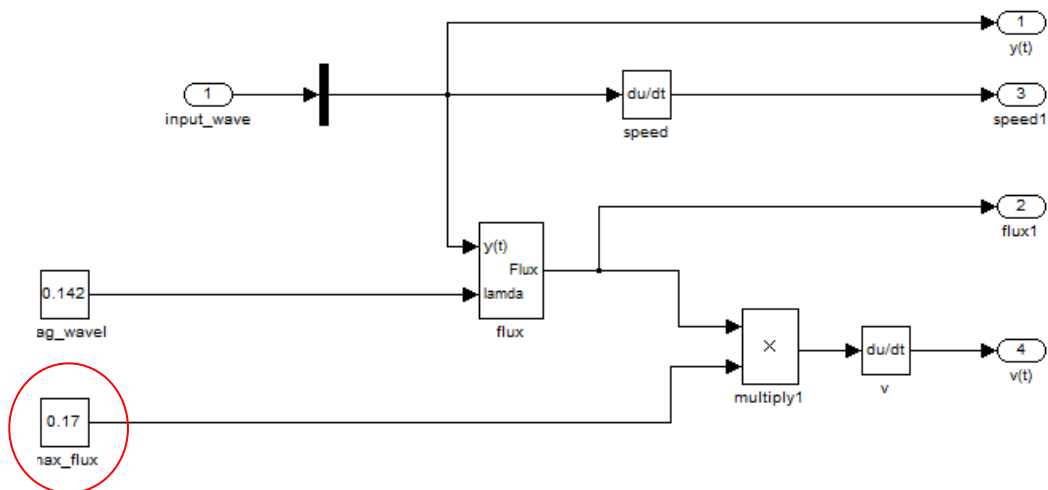 1
y(t)
1
input_wave
du/dt
speed
3
speed1
2
flux1
y(t)
Flux
lamda
flux
0.142
ag_wavel
×
multiply1
du/dt
v
4
v(t)
0.17
max_flux